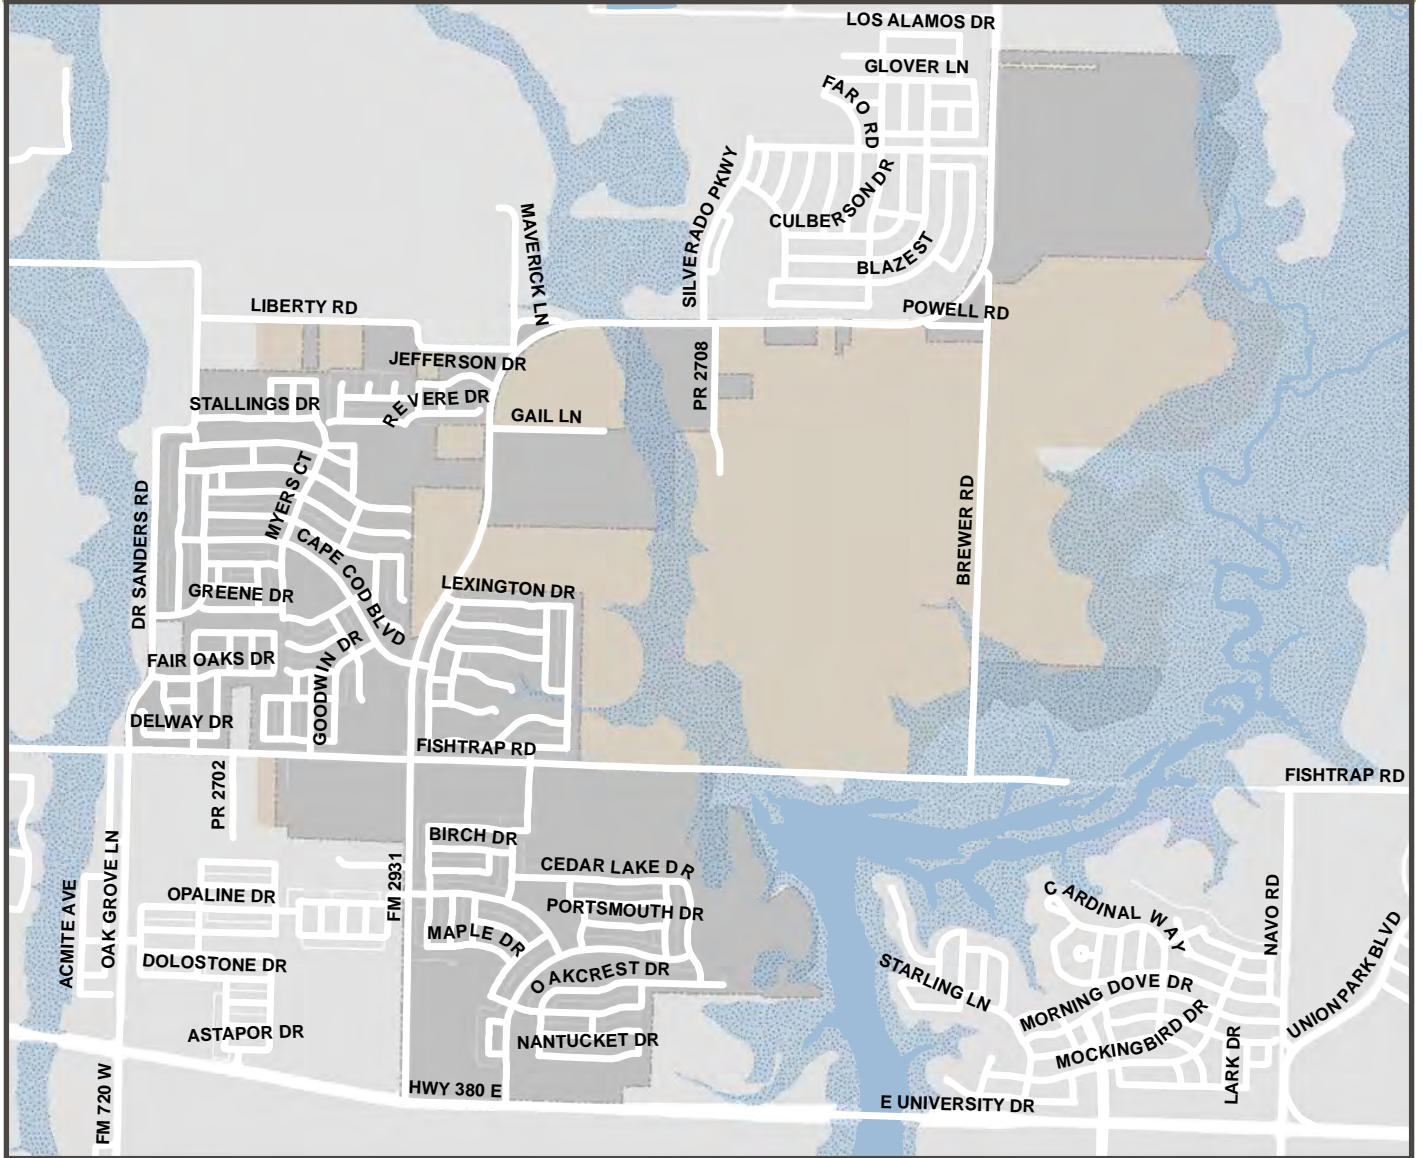 LOS ALAMOS DR
GLOVER LN
FARO RD
SILVERADO PKWY
CULBERSON DR
MAVERICK LN
BLAZEST
LIBERTY RD
POWELL RD
JEFFERSON DR
PR 2708
STALLINGS DR
REVERE DR
GAIL LN
MYERS CT
DR SANDERS RD
BREWER RD
CAPE COD BLVD
GREENE DR
LEXINGTON DR
FAIR OAKS DR
GOODWIN DR
DELWAY DR
FISHTRAP RD
FISHTRAP RD
PR 2702
BIRCH DR
OAK GROVE LN
FM 2931
CEDAR LAKE DR
ACMITE AVE
OPALINE DR
PORTSMOUTH DR
CARDINAL WAY
NAVO RD
MAPLE DR
DOLOSTONE DR
OAKCREST DR
STARLING LN
UNION PARK BLVD
MORNING DOVE DR
ASTAPOR DR
NANTUCKET DR
MOCKINGBIRD DR
LARK DR
FM 720 W
HWY 380 E
E UNIVERSITY DR